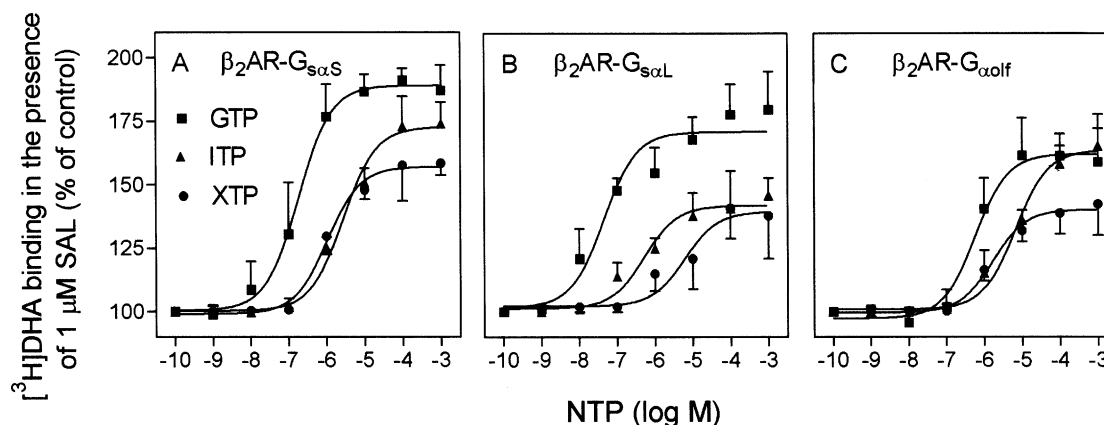 [³H]DHA binding in the presence
of 1 μM SAL (% of control)
200
175
150
125
100
A β₂AR-GsαS
GTP
ITP
XTP
B β₂AR-GsαL
C β₂AR-Gαolf
-10 -9 -8 -7 -6 -5 -4 -3
-10 -9 -8 -7 -6 -5 -4 -3
-10 -9 -8 -7 -6 -5 -4 -3
NTP (log M)